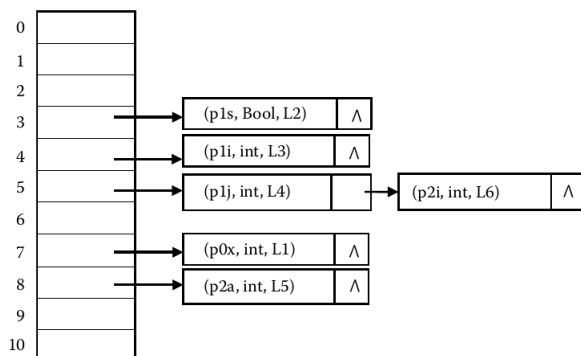 0
1
2
3 (p1s, Bool, L2) Λ
4 (p1i, int, L3) Λ
5 (p1j, int, L4) (p2i, int, L6) Λ
6
7 (p0x, int, L1) Λ
8 (p2a, int, L5) Λ
9
10